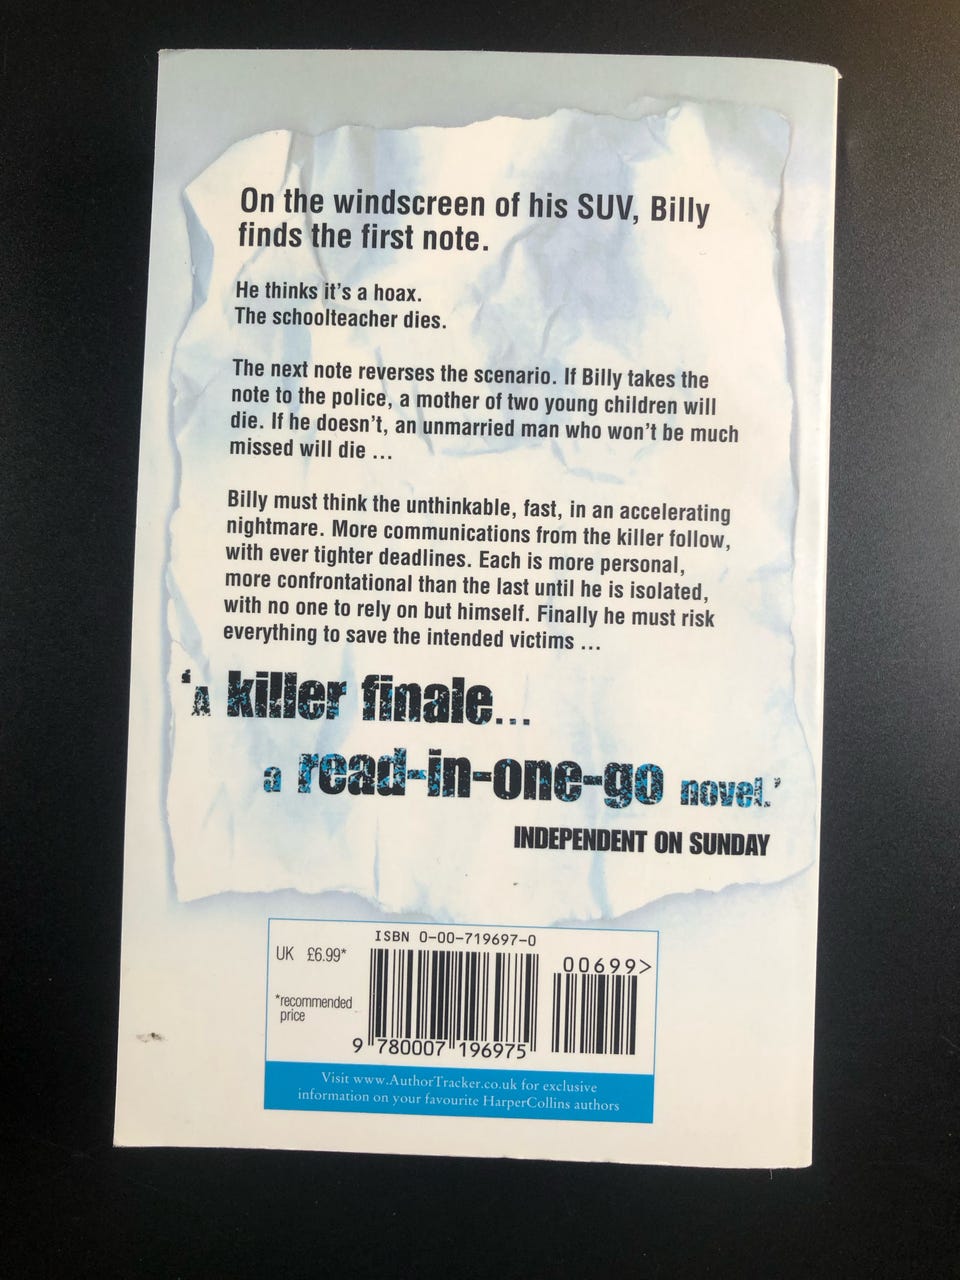 On the windscreen of his SUV, Billy
finds the first note.
He thinks it's a hoax.
The schoolteacher dies.
The next note reverses the scenario. If Billy takes the
note to the police, a mother of two young children will
die. If he doesn't, an unmarried man who won't be much
missed will die ...
Billy must think the unthinkable, fast, in an accelerating
nightmare. More communications from the killer follow,
with ever tighter deadlines. Each is more personal,
more confrontational than the last until he is isolated,
with no one to rely on but himself. Finally he must risk
everything to save the intended victims ...
'A killer finale...
a read-in-one-go novel.'
INDEPENDENT ON SUNDAY
ISBN 0-00-719697-0
UK £6.99*
00699>
*recommended
price
9 780007 196975
Visit www.AuthorTracker.co.uk for exclusive
information on your favourite HarperCollins authors